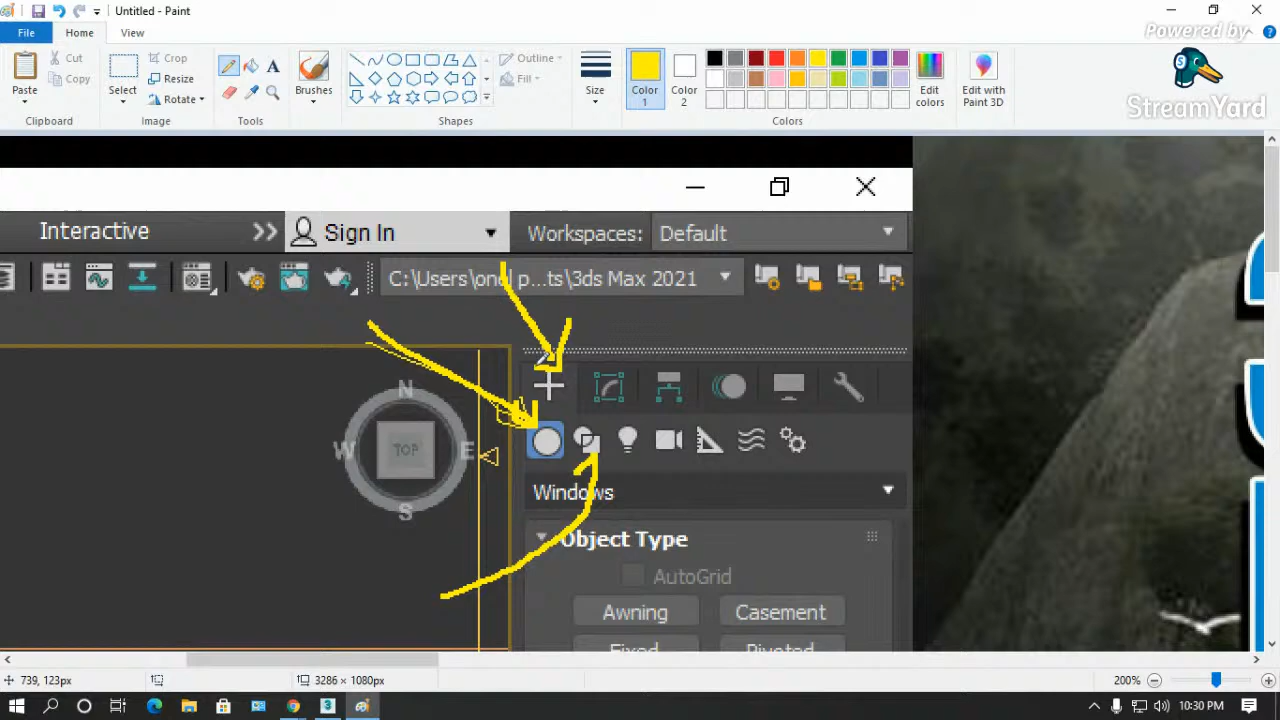 Untitled - Paint
File Home View
Powered by
StreamYard
Paste
Cut
Copy
Clipboard
Select
Crop
Resize
Rotate
Image
A
Tools
Brushes
Outline
Fill
Shapes
Size
Color 1
Color 2
Colors
Edit colors
Edit with Paint 3D
Interactive
Sign In
Workspaces: Default
C:\Users\ond p...ts\3ds Max 2021
N
W TOP E
S
Windows
Object Type
AutoGrid
Awning Casement
Fixed Pivoted
739, 123px
3286 × 1080px
200%
10:30 PM